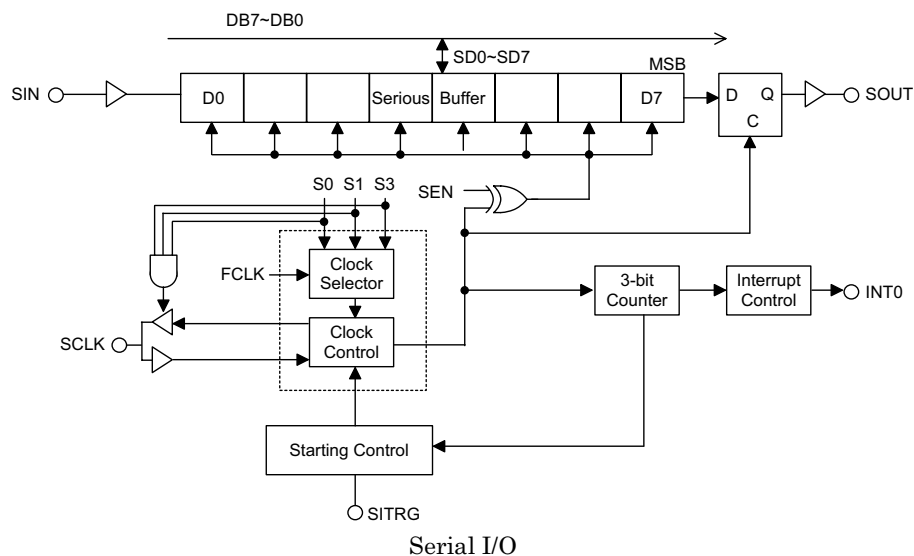 DB7~DB0
SD0~SD7
MSB
SIN
D0
Serious
Buffer
D7
D Q
C
SOUT
S0 S1 S3
SEN
FCLK
Clock
Selector
3-bit
Counter
Interrupt
Control
INT0
SCLK
Clock
Control
Starting Control
SITRG
Serial I/O